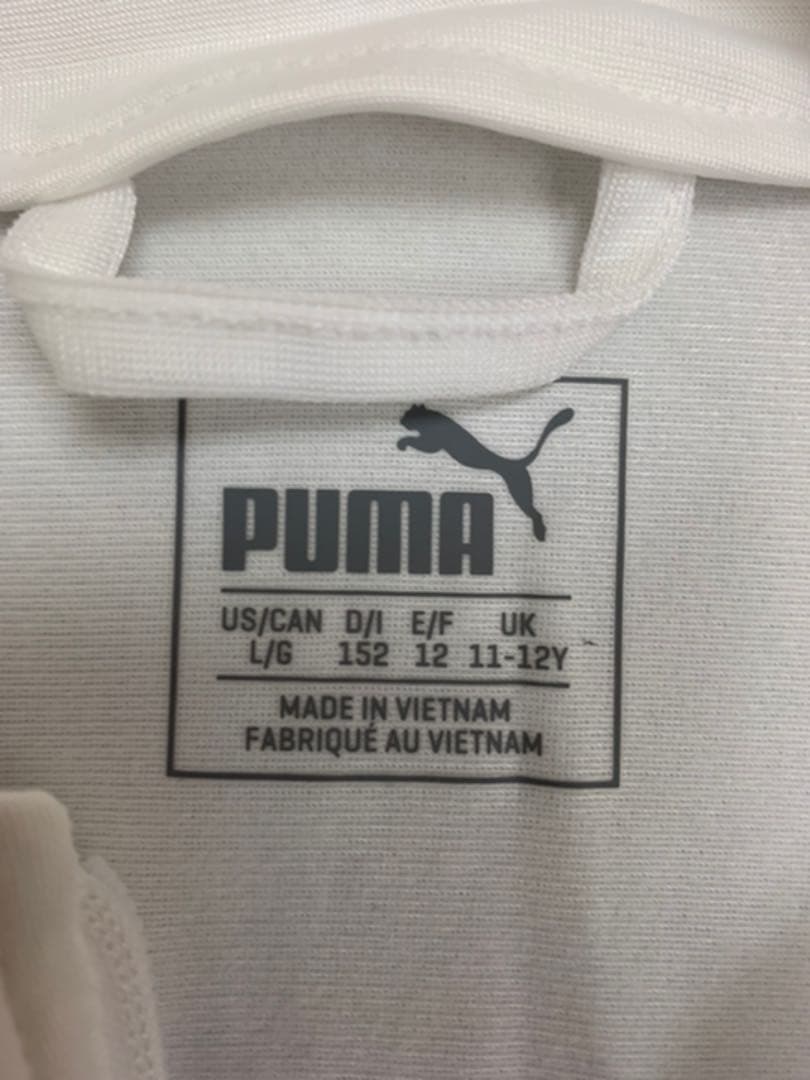 PUMA
US/CAN D/I E/F UK
L/G 152 12 11-12Y
MADE IN VIETNAM
FABRIQUÉ AU VIETNAM